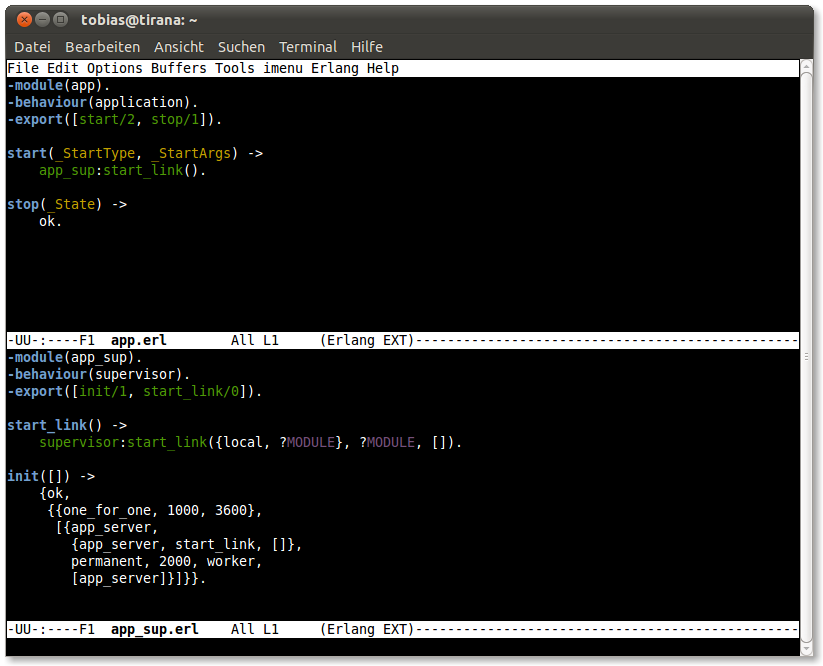 tobias@tirana: ~
Datei Bearbeiten Ansicht Suchen Terminal Hilfe
File Edit Options Buffers Tools imenu Erlang Help
-module(app).
-behaviour(application).
-export([start/2, stop/1]).

start(_StartType, _StartArgs) ->
    app_sup:start_link().

stop(_State) ->
    ok.

-UU-:----F1  app.erl        All L1     (Erlang EXT)------------------------------------------------
-module(app_sup).
-behaviour(supervisor).
-export([init/1, start_link/0]).

start_link() ->
    supervisor:start_link({local, ?MODULE}, ?MODULE, []).

init([]) ->
    {ok,
     {{one_for_one, 1000, 3600},
      [{app_server,
        {app_server, start_link, []},
        permanent, 2000, worker,
        [app_server]}]}}.

-UU-:----F1  app_sup.erl    All L1     (Erlang EXT)------------------------------------------------